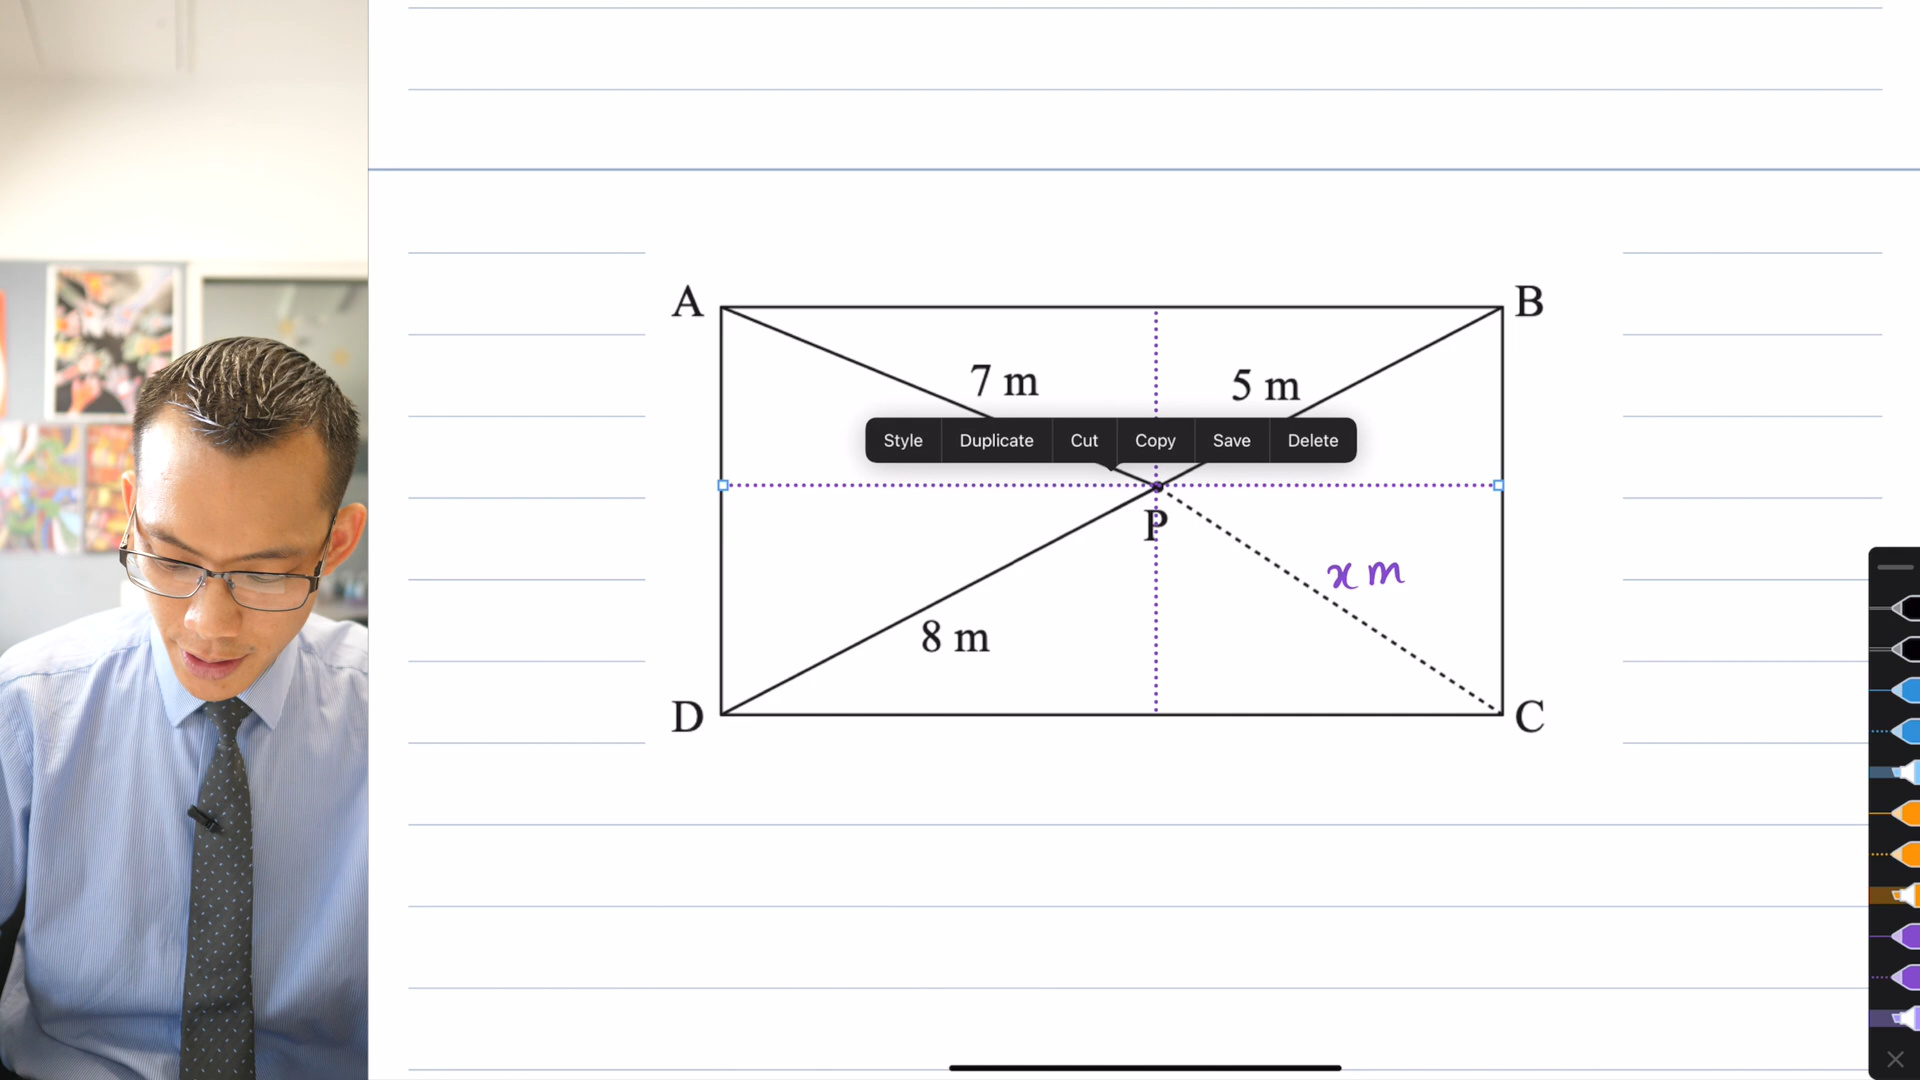 A
B
7 m
5 m
Style Duplicate Cut Copy Save Delete
P
x m
8 m
D
C